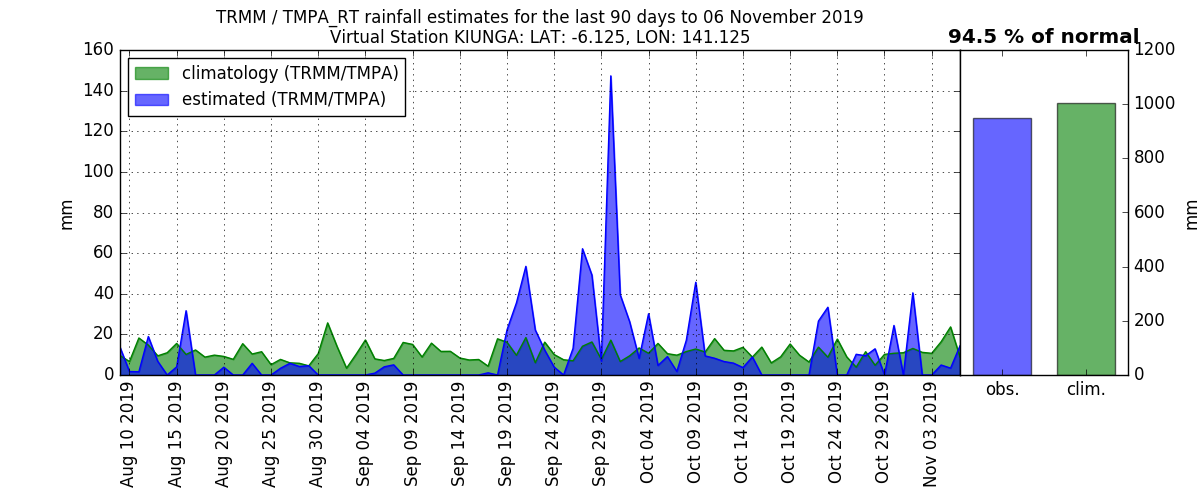 TRMM / TMPA_RT rainfall estimates for the last 90 days to 06 November 2019
Virtual Station KIUNGA: LAT: -6.125, LON: 141.125
94.5 % of normal
climatology (TRMM/TMPA)
estimated (TRMM/TMPA)
160
140
120
100
80
60
40
20
0
mm
Aug 10 2019
Aug 15 2019
Aug 20 2019
Aug 25 2019
Aug 30 2019
Sep 04 2019
Sep 09 2019
Sep 14 2019
Sep 19 2019
Sep 24 2019
Sep 29 2019
Oct 04 2019
Oct 09 2019
Oct 14 2019
Oct 19 2019
Oct 24 2019
Oct 29 2019
Nov 03 2019
obs.
clim.
1200
1000
800
600
400
200
0
mm